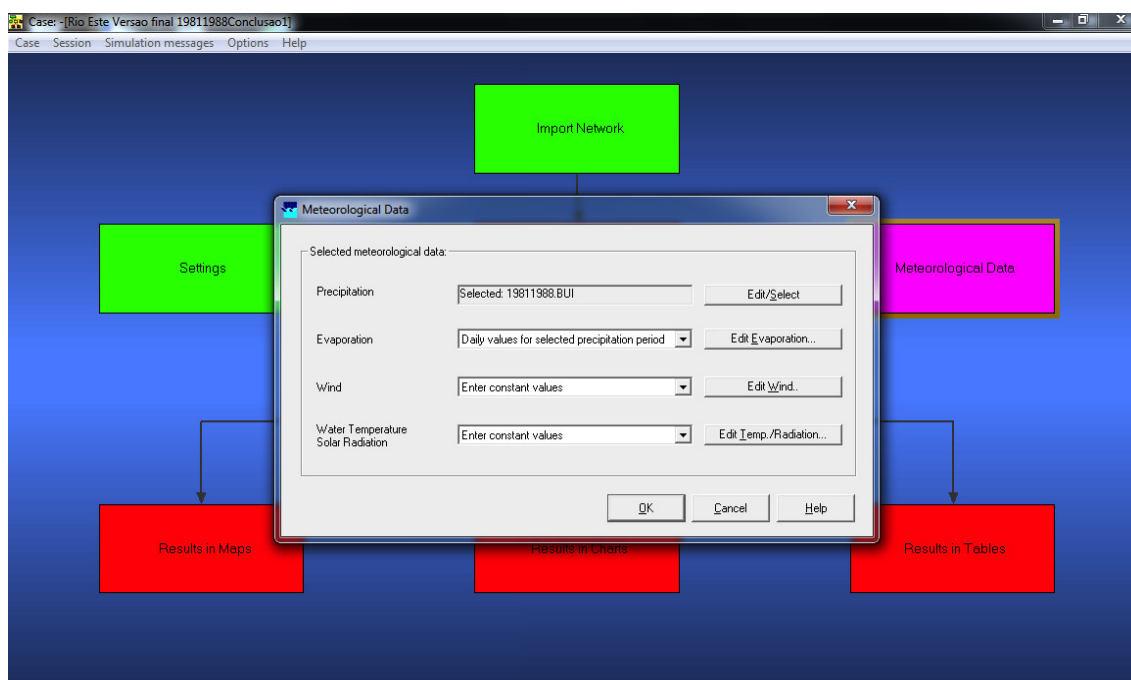 Case: -[Rio Este Versao final 19811988Conclusao1]
Case Session Simulation messages Options Help
Import Network
Meteorological Data
Settings
Meteorological Data
Selected meteorological data:
Precipitation Selected: 19811988.BUI Edit/Select
Evaporation Daily values for selected precipitation period Edit Evaporation...
Wind Enter constant values Edit Wind..
Water Temperature
Solar Radiation Enter constant values Edit Temp./Radiation...
OK Cancel Help
Results in Maps
Results in Charts
Results in Tables